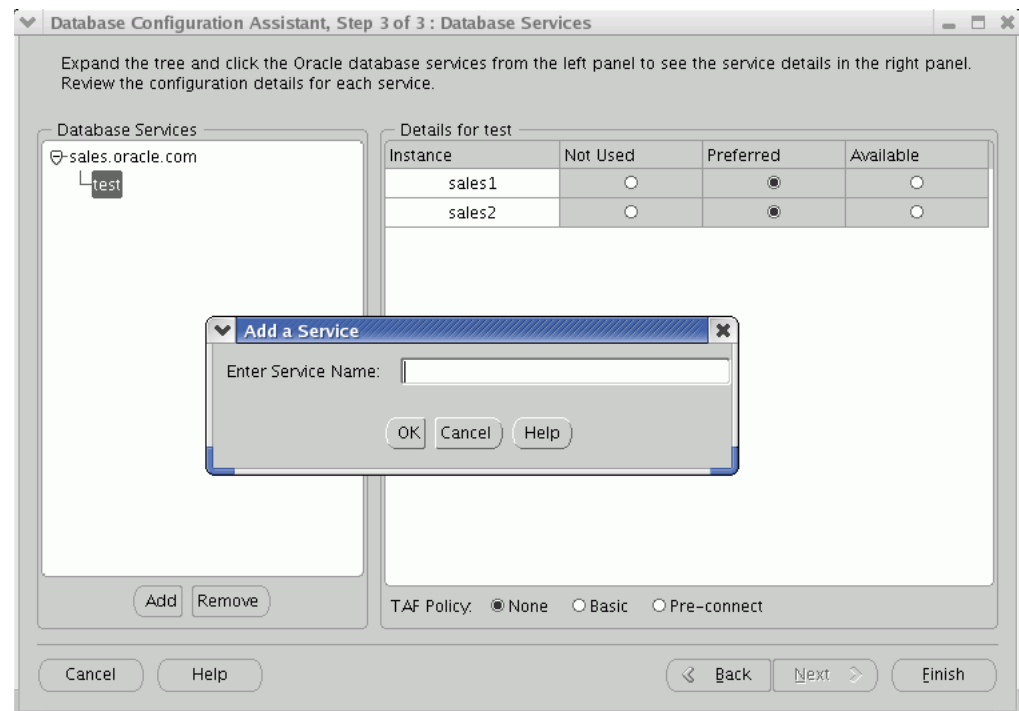 Database Configuration Assistant, Step 3 of 3 : Database Services
Expand the tree and click the Oracle database services from the left panel to see the service details in the right panel.
Review the configuration details for each service.
Database Services
sales.oracle.com
test
Details for test
Instance Not Used Preferred Available
sales1
sales2
Add a Service
Enter Service Name:
OK Cancel Help
Add Remove
TAF Policy: None Basic Pre-connect
Cancel Help Back Next Finish